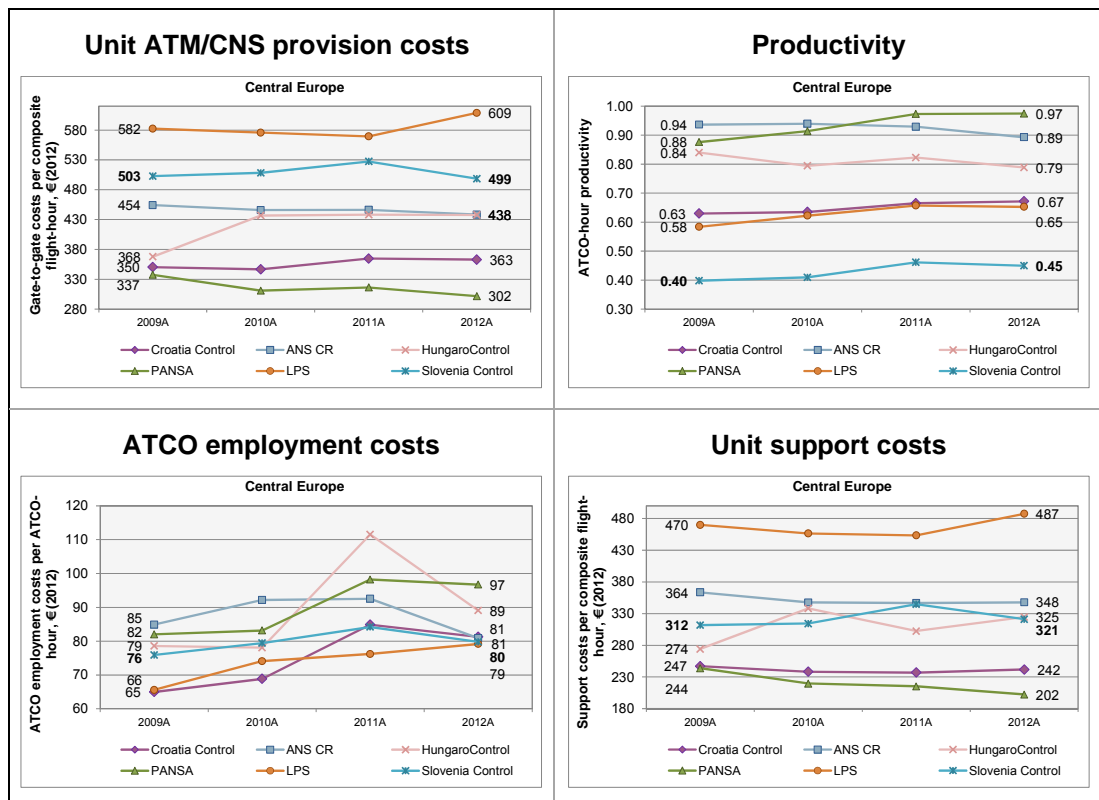 Unit ATM/CNS provision costs
Central Europe
Gate-to-gate costs per composite
flight-hour, € (2012)
580
530
480
430
380
330
280
582
503
454
368
350
337
609
499
438
363
302
2009A 2010A 2011A 2012A
Croatia Control ANS CR HungaroControl
PANSA LPS Slovenia Control
Productivity
Central Europe
ATCO-hour productivity
1.00
0.90
0.80
0.70
0.60
0.50
0.40
0.30
0.94
0.88
0.84
0.63
0.58
0.40
0.97
0.89
0.79
0.67
0.65
0.45
2009A 2010A 2011A 2012A
Croatia Control ANS CR HungaroControl
PANSA LPS Slovenia Control
ATCO employment costs
Central Europe
ATCO employment costs per ATCO-
hour, € (2012)
120
110
100
90
80
70
60
85
82
79
76
66
65
97
89
81
81
80
79
2009A 2010A 2011A 2012A
Croatia Control ANS CR HungaroControl
PANSA LPS Slovenia Control
Unit support costs
Central Europe
Support costs per composite flight-
hour, € (2012)
480
430
380
330
280
230
180
470
364
312
274
247
244
487
348
325
321
242
202
2009A 2010A 2011A 2012A
Croatia Control ANS CR HungaroControl
PANSA LPS Slovenia Control